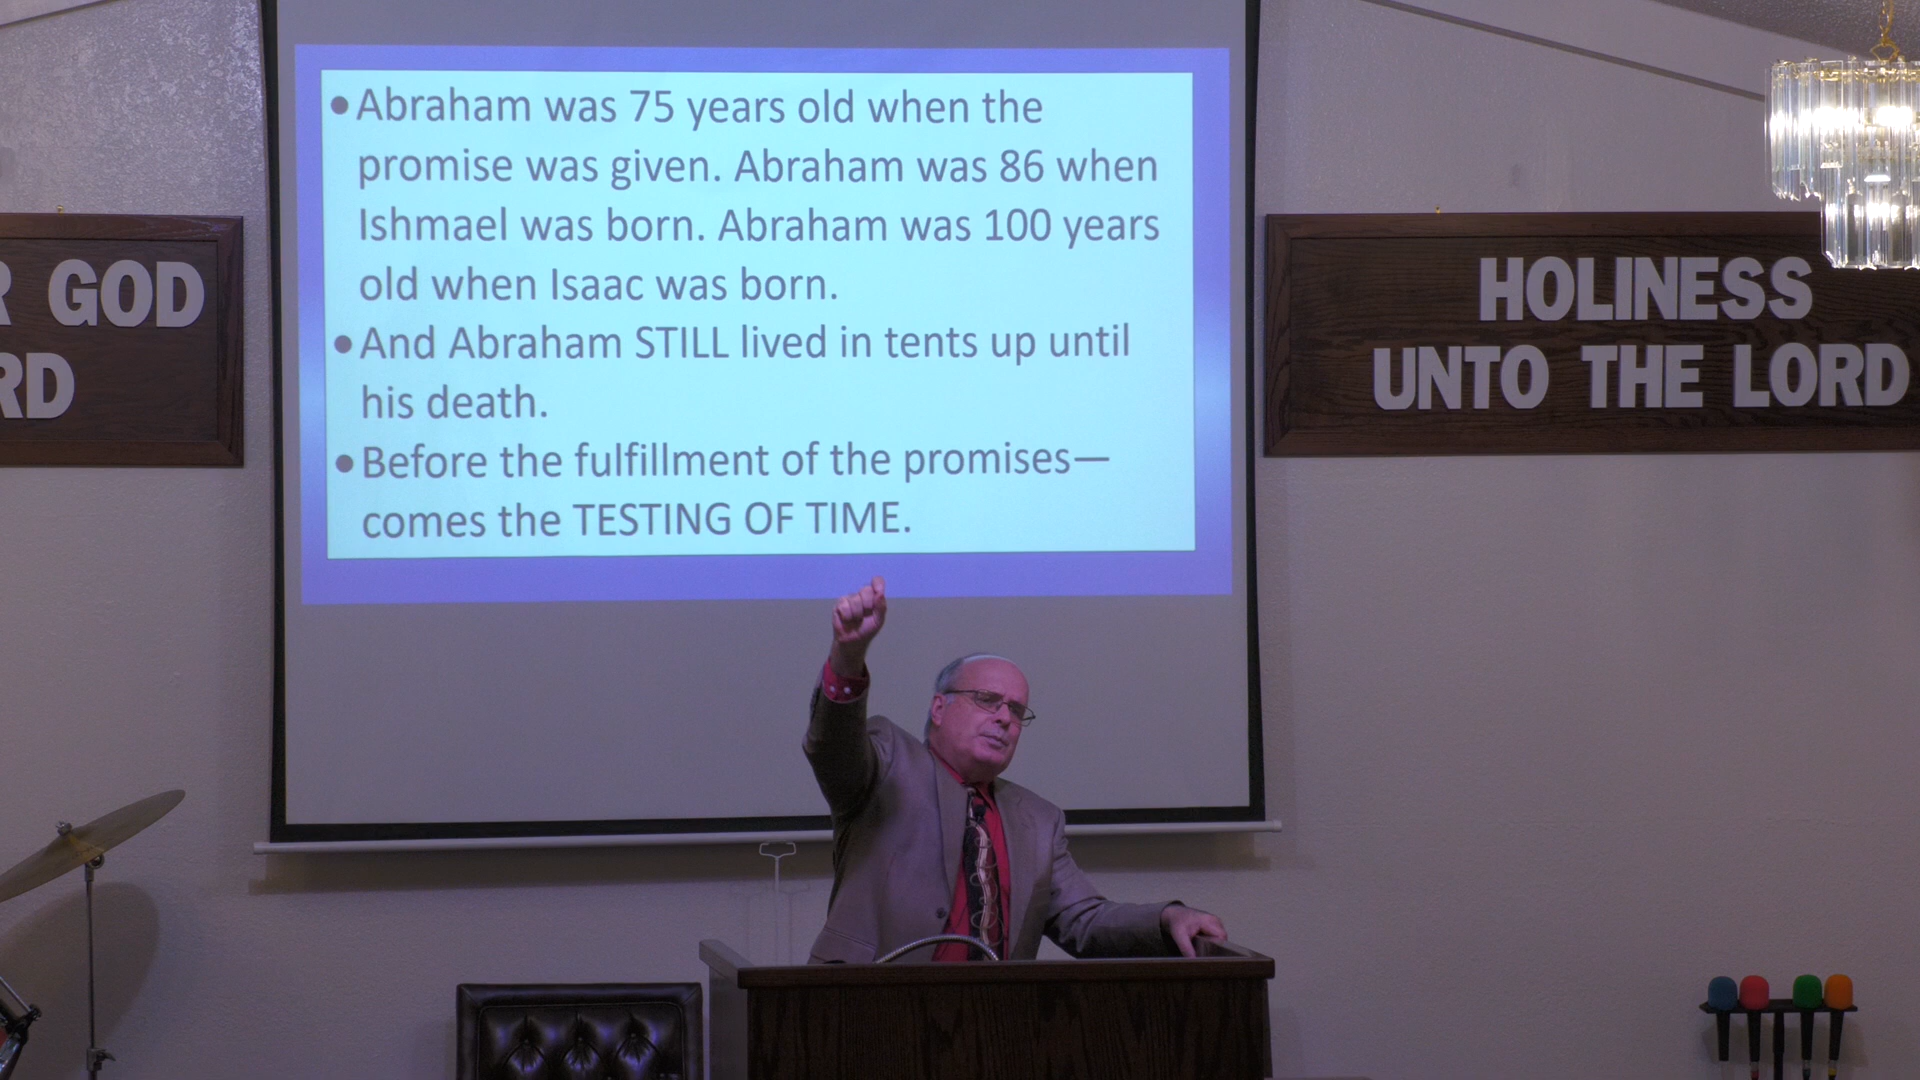 •Abraham was 75 years old when the
promise was given. Abraham was 86 when
Ishmael was born. Abraham was 100 years
old when Isaac was born.
•And Abraham STILL lived in tents up until
his death.
•Before the fulfillment of the promises—
comes the TESTING OF TIME.
GOD
HOLINESS
UNTO THE LORD